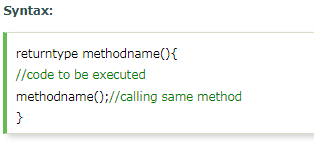 Syntax:
returntype methodname(){
//code to be executed
methodname();//calling same method
}